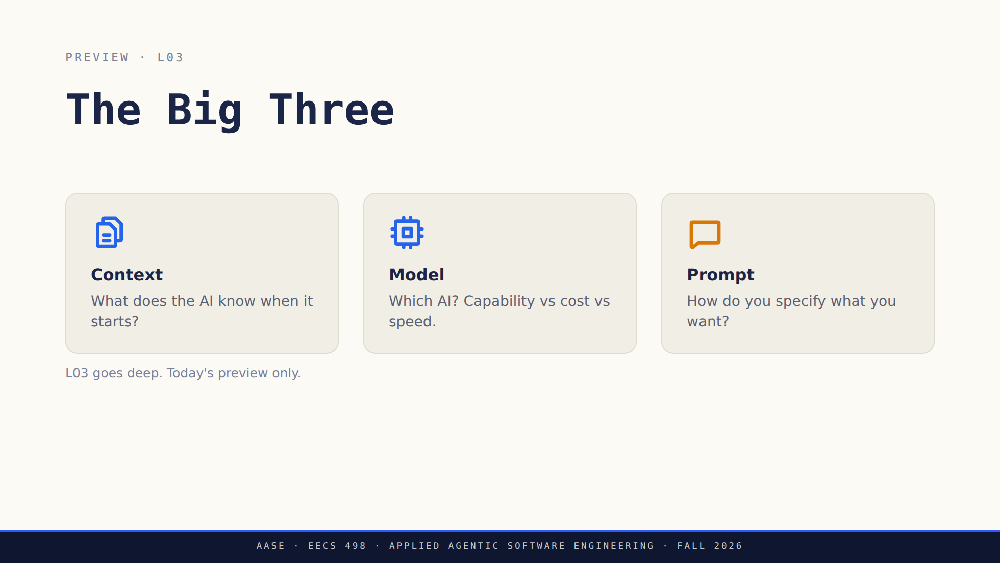 PREVIEW · L03
The Big Three
Context
What does the AI know when it
starts?
Model
Which AI? Capability vs cost vs
speed.
Prompt
How do you specify what you
want?
L03 goes deep. Today's preview only.
AASE · EECS 498 · APPLIED AGENTIC SOFTWARE ENGINEERING · FALL 2026